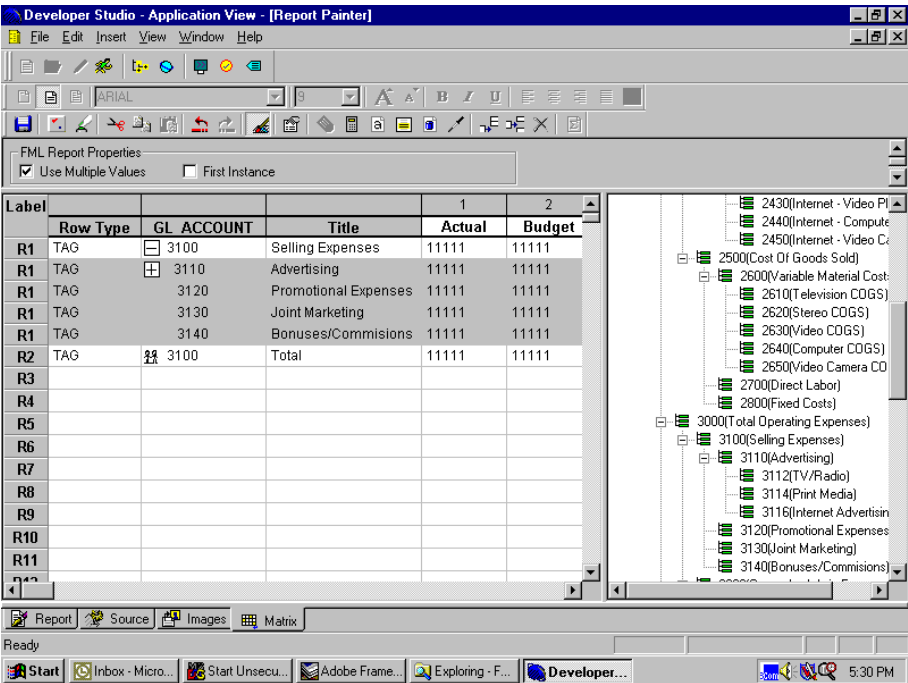 Developer Studio - Application View - [Report Painter]
File Edit Insert View Window Help
ARIAL 9 A A B I U
a
FML Report Properties
Use Multiple Values First Instance
Label 1 2
Row Type GL_ACCOUNT Title Actual Budget
R1 TAG 3100 Selling Expenses 11111 11111
R1 TAG 3110 Advertising 11111 11111
R1 TAG 3120 Promotional Expenses 11111 11111
R1 TAG 3130 Joint Marketing 11111 11111
R1 TAG 3140 Bonuses/Commisions 11111 11111
R2 TAG 3100 Total 11111 11111
R3
R4
R5
R6
R7
R8
R9
R10
R11
R12
2430(Internet - Video Pl
2440(Internet - Compute
2450(Internet - Video Ca
2500(Cost Of Goods Sold)
2600(Variable Material Cost
2610(Television COGS)
2620(Stereo COGS)
2630(Video COGS)
2640(Computer COGS)
2650(Video Camera CO
2700(Direct Labor)
2800(Fixed Costs)
3000(Total Operating Expenses)
3100(Selling Expenses)
3110(Advertising)
3112(TV/Radio)
3114(Print Media)
3116(Internet Advertisin
3120(Promotional Expenses
3130(Joint Marketing)
3140(Bonuses/Commisions)
Report Source Images Matrix
Ready
Start Inbox - Micro... Start Unsecu... Adobe Frame... Exploring - F... Developer... .com 5:30 PM